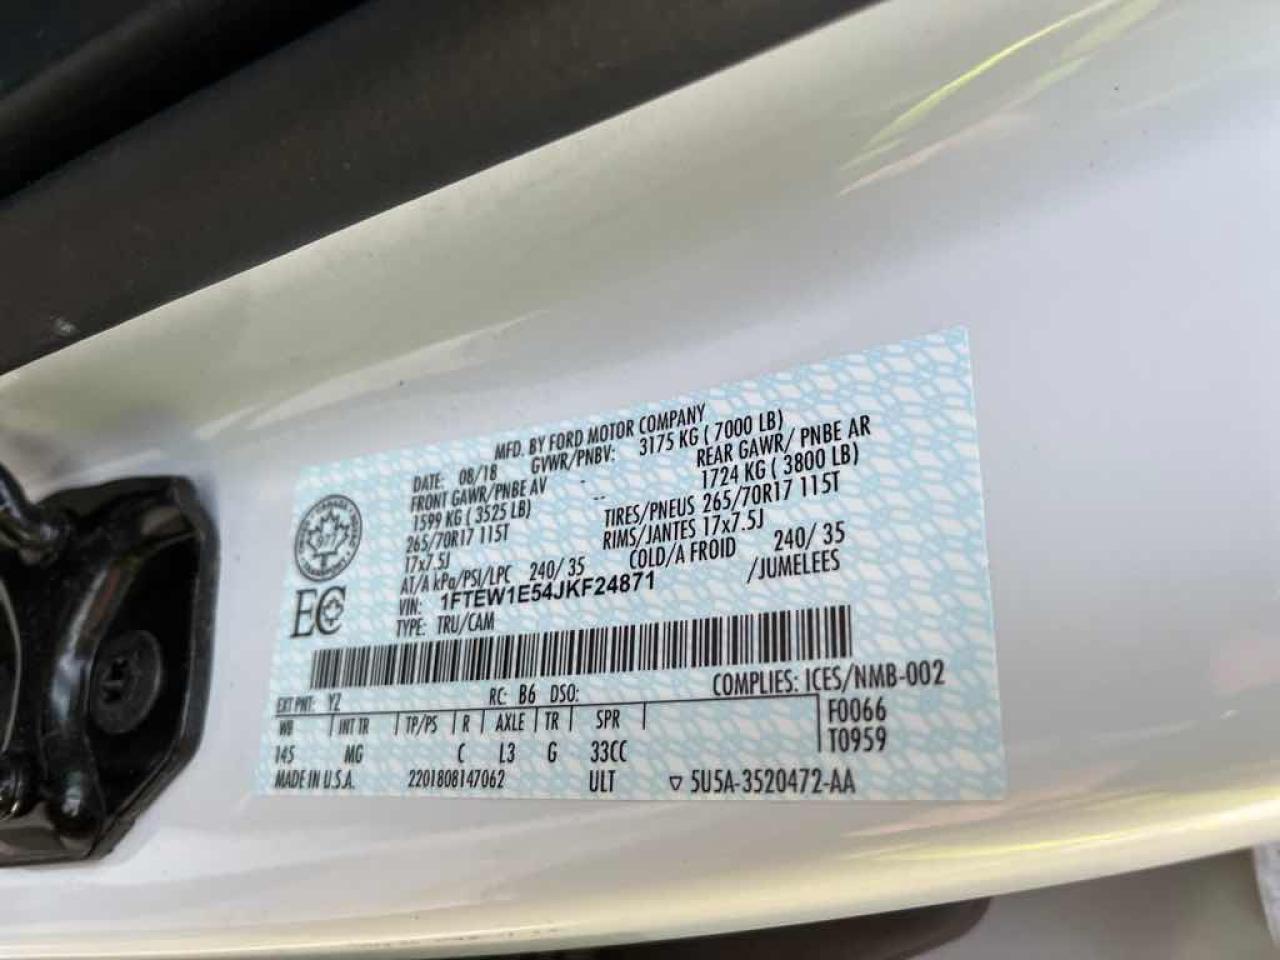 MFD. BY FORD MOTOR COMPANY
DATE: 08/18 GVWR/PNBV: 3175 KG ( 7000 LB)
FRONT GAWR/PNBE AV - REAR GAWR/ PNBE AR
1599 KG ( 3525 LB) -- 1724 KG ( 3800 LB)
265/70R17 115T TIRES/PNEUS 265/70R17 115T
17x7.5J RIMS/JANTES 17x7.5J
AT/A kPa/PSI/LPC 240/ 35 COLD/A FROID 240/ 35
VIN: 1FTEW1E54JKF24871 /JUMELEES
TYPE: TRU/CAM
EC
EXT PNT: YZ RC: B6 DSO: COMPLIES: ICES/NMB-002
WB INT TR TP/PS R AXLE TR SPR F0066
145 MG C L3 G 33CC T0959
MADE IN U.S.A. 2201808147062 ULT ▽ 5U5A-3520472-AA